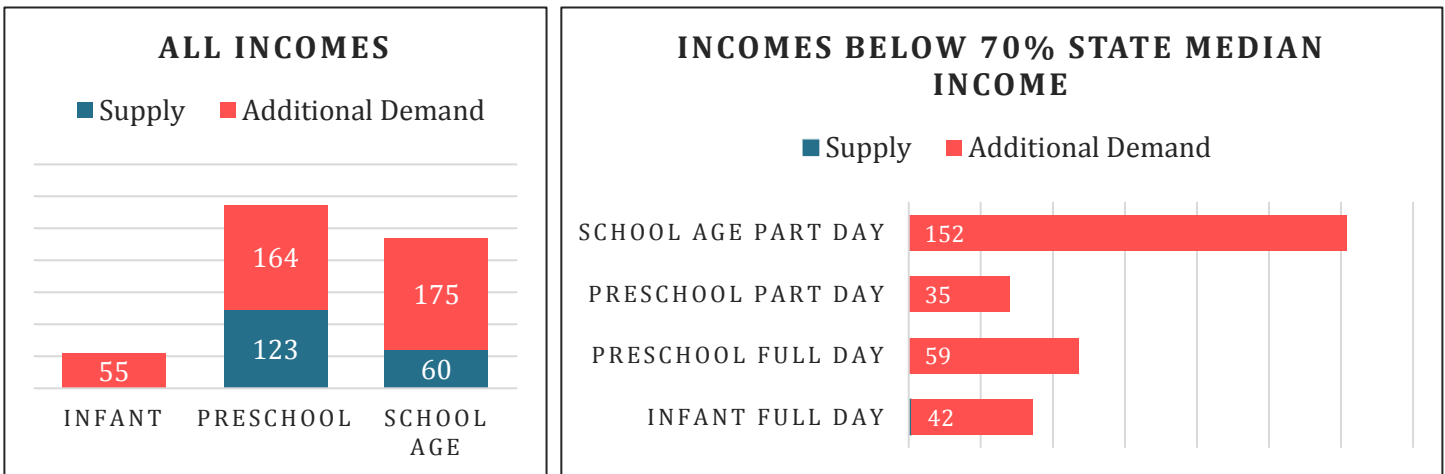 ALL INCOMES
Supply Additional Demand
164
175
55
123
60
INFANT PRESCHOOL SCHOOL
AGE
INCOMES BELOW 70% STATE MEDIAN
INCOME
Supply Additional Demand
SCHOOL AGE PART DAY 152
PRESCHOOL PART DAY 35
PRESCHOOL FULL DAY 59
INFANT FULL DAY 42